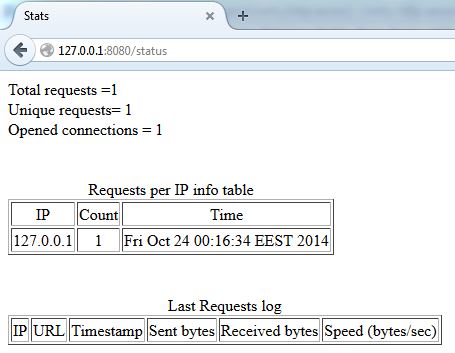 Stats
127.0.0.1:8080/status
Total requests =1
Unique requests= 1
Opened connections = 1
Requests per IP info table
IP Count Time
127.0.0.1 1 Fri Oct 24 00:16:34 EEST 2014
Last Requests log
IP URL Timestamp Sent bytes Received bytes Speed (bytes/sec)